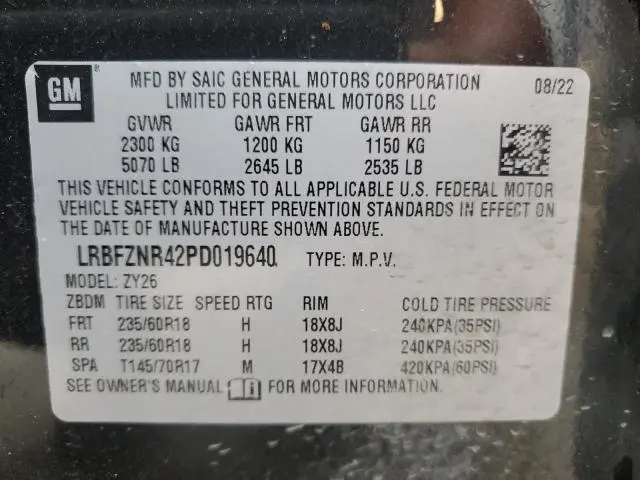 GM ®
MFD BY SAIC GENERAL MOTORS CORPORATION 08/22
LIMITED FOR GENERAL MOTORS LLC
GVWR GAWR FRT GAWR RR
2300 KG 1200 KG 1150 KG
5070 LB 2645 LB 2535 LB
THIS VEHICLE CONFORMS TO ALL APPLICABLE U.S. FEDERAL MOTOR
VEHICLE SAFETY AND THEFT PREVENTION STANDARDS IN EFFECT ON
THE DATE OF MANUFACTURE SHOWN ABOVE.
LRBFZNR42PD019640 TYPE: M.P.V.
MODEL: ZY26
ZBDM TIRE SIZE SPEED RTG RIM COLD TIRE PRESSURE
FRT 235/60R18 H 18X8J 240KPA(35PSI)
RR 235/60R18 H 18X8J 240KPA(35PSI)
SPA T145/70R17 M 17X4B 420KPA(60PSI)
SEE OWNER'S MANUAL FOR MORE INFORMATION.